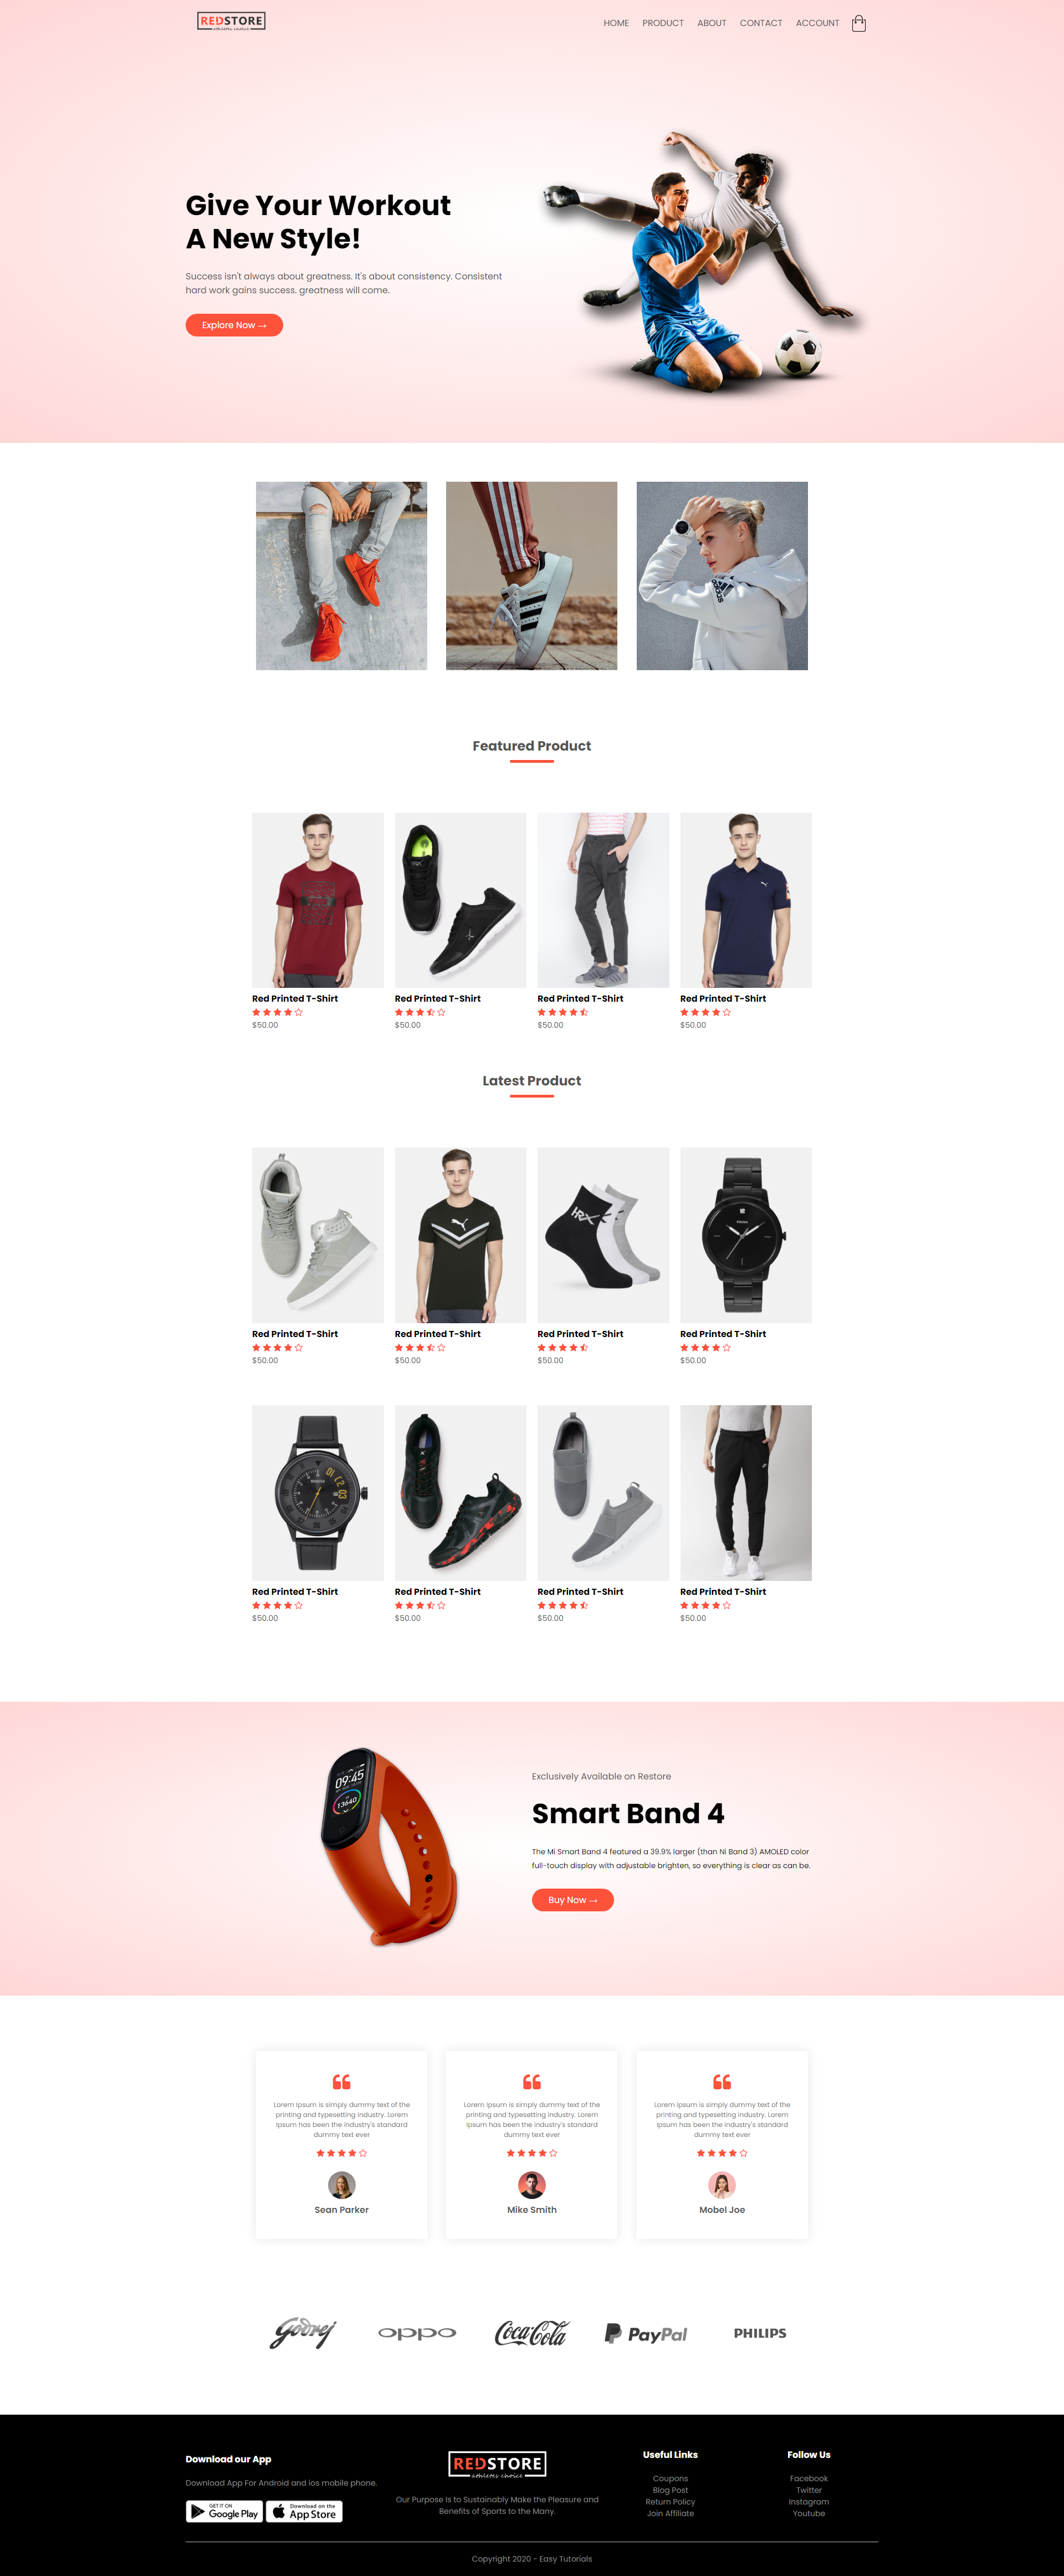 REDSTORE
athletes choice
HOME PRODUCT ABOUT CONTACT ACCOUNT
Give Your Workout
A New Style!
Success isn't always about greatness. It's about consistency. Consistent
hard work gains success. greatness will come.
Explore Now →
adidas
Featured Product
Red Printed T-Shirt
$50.00
Red Printed T-Shirt
$50.00
Red Printed T-Shirt
$50.00
Red Printed T-Shirt
$50.00
Latest Product
HRX
FOSSIL
Red Printed T-Shirt
$50.00
Red Printed T-Shirt
$50.00
Red Printed T-Shirt
$50.00
Red Printed T-Shirt
$50.00
01 02 03
Red Printed T-Shirt
$50.00
Red Printed T-Shirt
$50.00
Red Printed T-Shirt
$50.00
Red Printed T-Shirt
$50.00
09:45
13640
Exclusively Available on Restore
Smart Band 4
The Mi Smart Band 4 featured a 39.9% larger (than Ni Band 3) AMOLED color
full-touch display with adjustable brighten, so everything is clear as can be.
Buy Now →
Lorem Ipsum is simply dummy text of the
printing and typesetting industry. Lorem
Ipsum has been the industry's standard
dummy text ever
Sean Parker
Lorem Ipsum is simply dummy text of the
printing and typesetting industry. Lorem
Ipsum has been the industry's standard
dummy text ever
Mike Smith
Lorem Ipsum is simply dummy text of the
printing and typesetting industry. Lorem
Ipsum has been the industry's standard
dummy text ever
Mobel Joe
Godrej
oppo
Coca-Cola
PayPal
PHILIPS
Download our App
Download App For Android and ios mobile phone.
GET IT ON
Google Play
Download on the
App Store
REDSTORE
athletes choice
Our Purpose Is to Sustainably Make the Pleasure and
Benefits of Sports to the Many.
Useful Links
Coupons
Blog Post
Return Policy
Join Affiliate
Follow Us
Facebook
Twitter
Instagram
Youtube
Copyright 2020 - Easy Tutorials